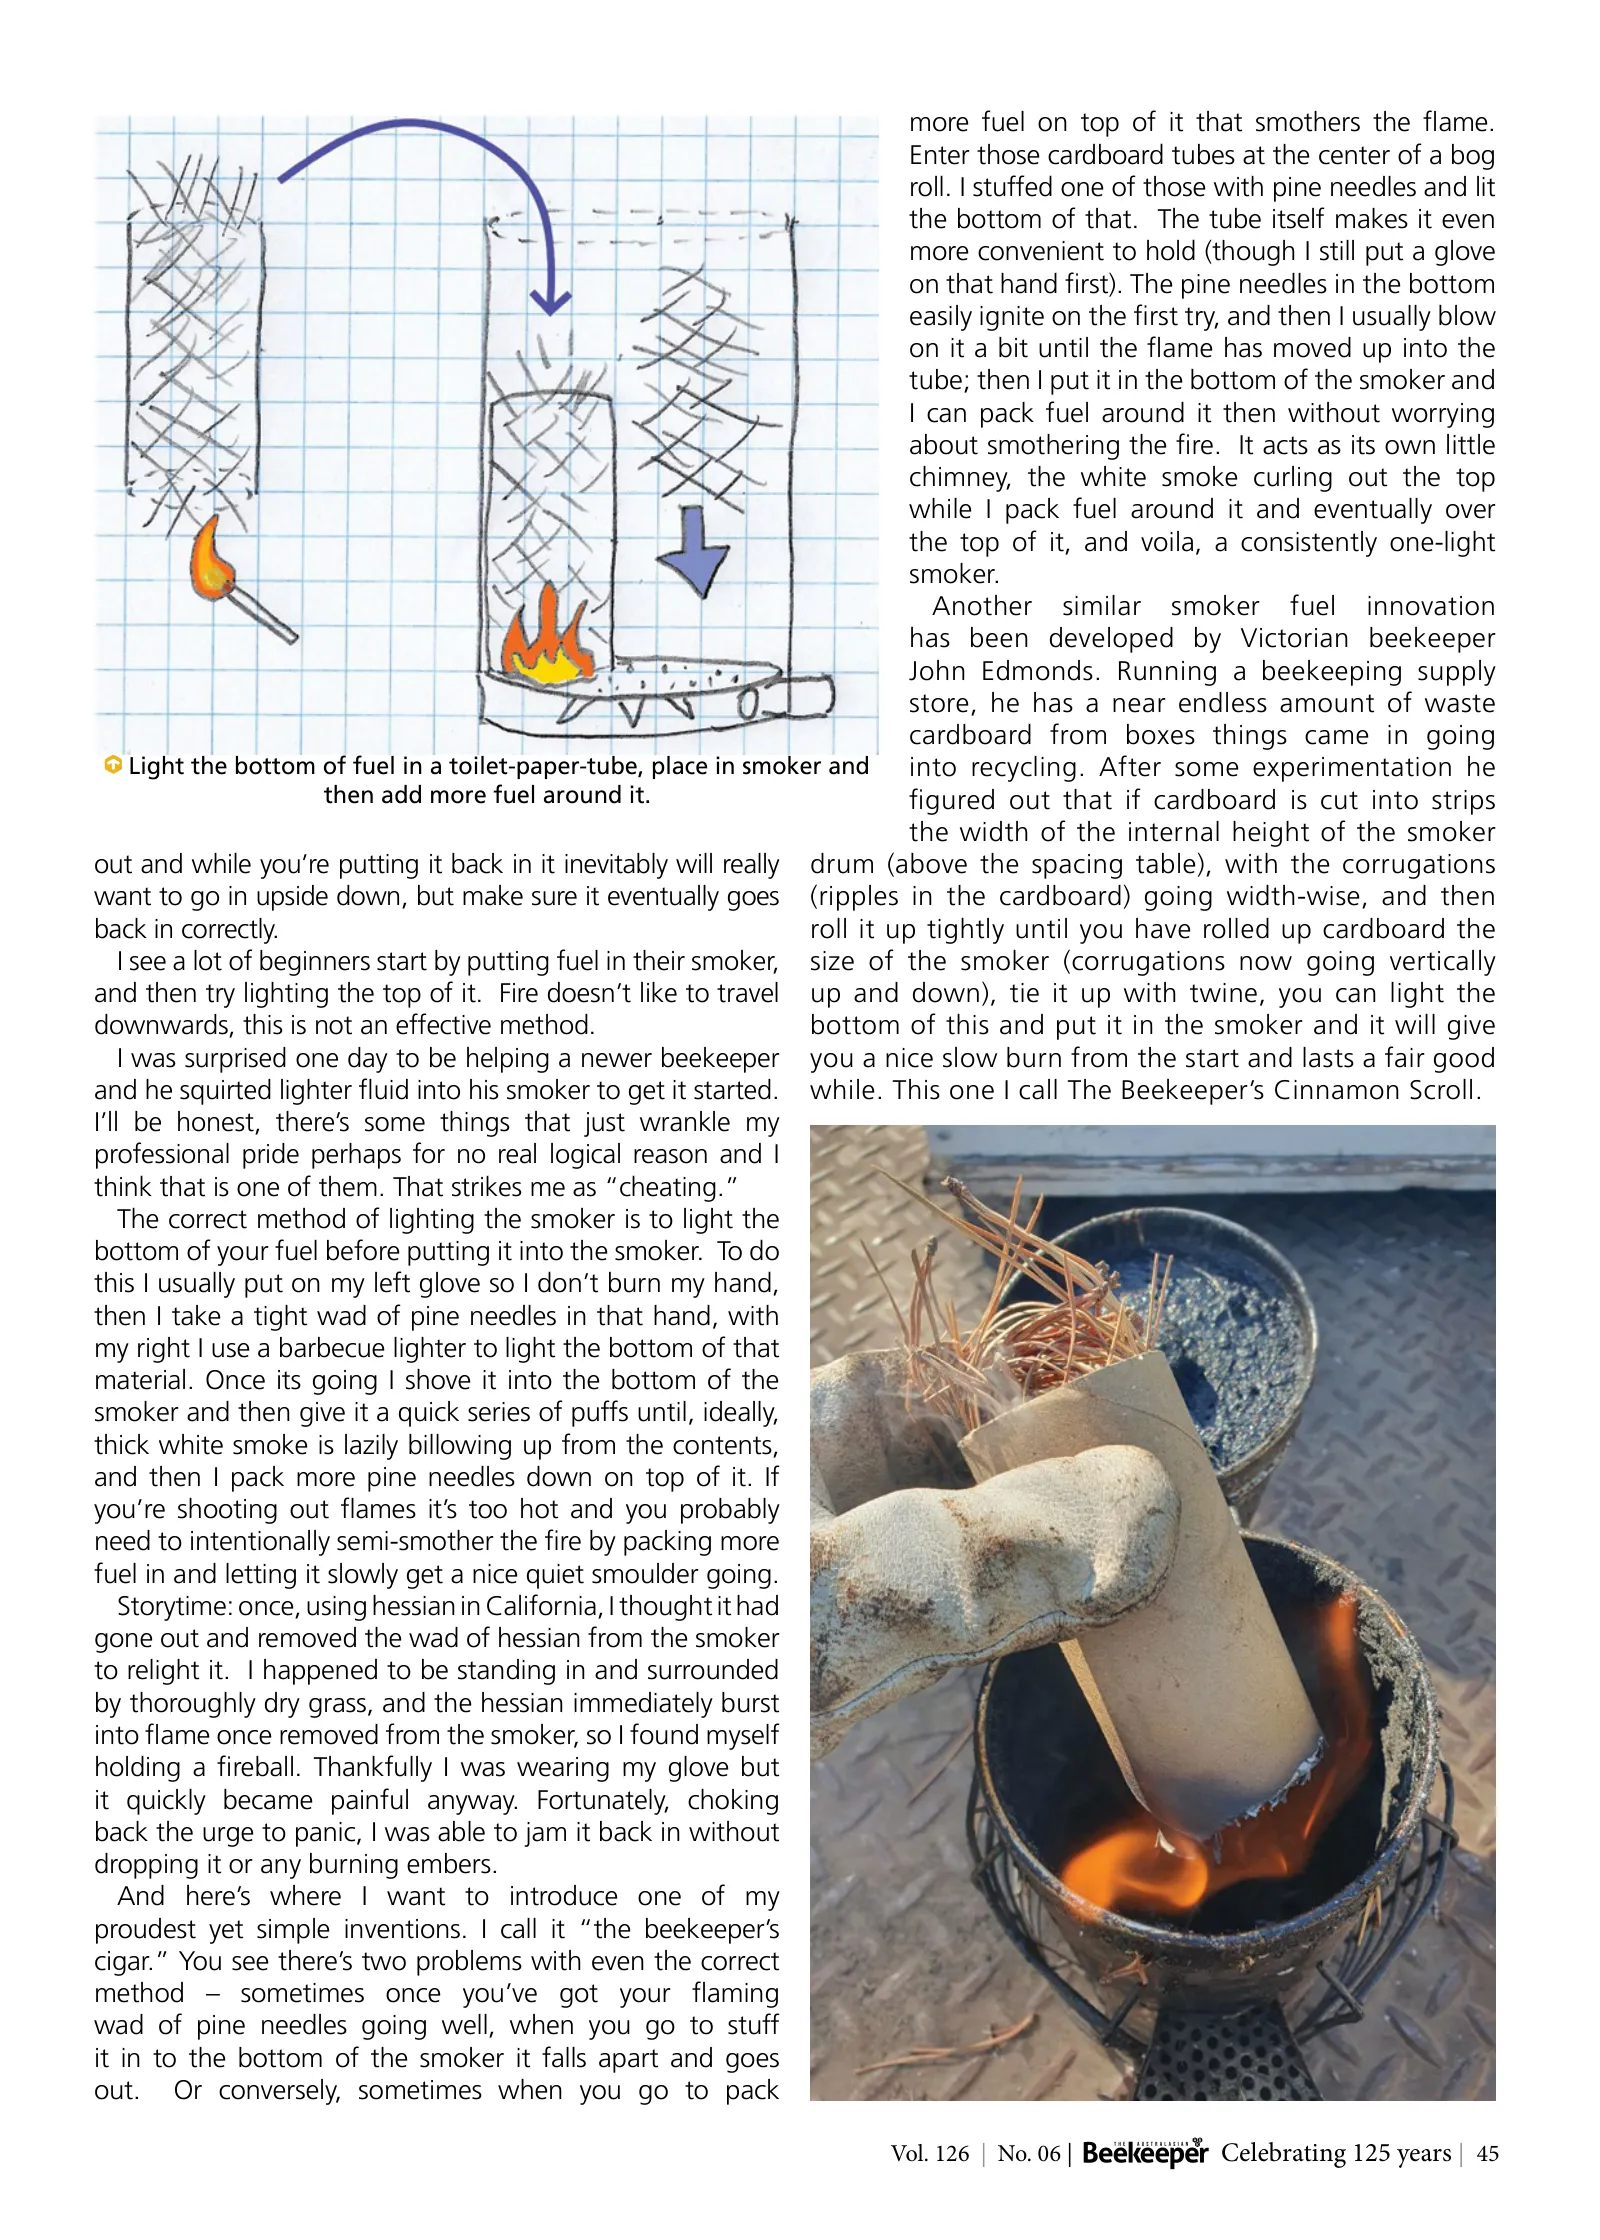 Light the bottom of fuel in a toilet-paper-tube, place in smoker and
then add more fuel around it.
out and while you're putting it back in it inevitably will really
want to go in upside down, but make sure it eventually goes
back in correctly.
I see a lot of beginners start by putting fuel in their smoker,
and then try lighting the top of it.  Fire doesn't like to travel
downwards, this is not an effective method.
I was surprised one day to be helping a newer beekeeper
and he squirted lighter fluid into his smoker to get it started.
I'll be honest, there's some things that just wrankle my
professional pride perhaps for no real logical reason and I
think that is one of them. That strikes me as "cheating."
The correct method of lighting the smoker is to light the
bottom of your fuel before putting it into the smoker.  To do
this I usually put on my left glove so I don't burn my hand,
then I take a tight wad of pine needles in that hand, with
my right I use a barbecue lighter to light the bottom of that
material. Once its going I shove it into the bottom of the
smoker and then give it a quick series of puffs until, ideally,
thick white smoke is lazily billowing up from the contents,
and then I pack more pine needles down on top of it. If
you're shooting out flames it's too hot and you probably
need to intentionally semi-smother the fire by packing more
fuel in and letting it slowly get a nice quiet smoulder going.
Storytime: once, using hessian in California, I thought it had
gone out and removed the wad of hessian from the smoker
to relight it.  I happened to be standing in and surrounded
by thoroughly dry grass, and the hessian immediately burst
into flame once removed from the smoker, so I found myself
holding a fireball. Thankfully I was wearing my glove but
it quickly became painful anyway. Fortunately, choking
back the urge to panic, I was able to jam it back in without
dropping it or any burning embers.
And here's where I want to introduce one of my
proudest yet simple inventions. I call it "the beekeeper's
cigar." You see there's two problems with even the correct
method – sometimes once you've got your flaming
wad of pine needles going well, when you go to stuff
it in to the bottom of the smoker it falls apart and goes
out.  Or conversely, sometimes when you go to pack
more fuel on top of it that smothers the flame.
Enter those cardboard tubes at the center of a bog
roll. I stuffed one of those with pine needles and lit
the bottom of that.  The tube itself makes it even
more convenient to hold (though I still put a glove
on that hand first). The pine needles in the bottom
easily ignite on the first try, and then I usually blow
on it a bit until the flame has moved up into the
tube; then I put it in the bottom of the smoker and
I can pack fuel around it then without worrying
about smothering the fire.  It acts as its own little
chimney, the white smoke curling out the top
while I pack fuel around it and eventually over
the top of it, and voila, a consistently one-light
smoker.
Another similar smoker fuel innovation
has been developed by Victorian beekeeper
John Edmonds. Running a beekeeping supply
store, he has a near endless amount of waste
cardboard from boxes things came in going
into recycling. After some experimentation he
figured out that if cardboard is cut into strips
the width of the internal height of the smoker
drum (above the spacing table), with the corrugations
(ripples in the cardboard) going width-wise, and then
roll it up tightly until you have rolled up cardboard the
size of the smoker (corrugations now going vertically
up and down), tie it up with twine, you can light the
bottom of this and put it in the smoker and it will give
you a nice slow burn from the start and lasts a fair good
while. This one I call The Beekeeper's Cinnamon Scroll.
Vol. 126 | No. 06 | THE AUSTRALASIAN Beekeeper Celebrating 125 years | 45